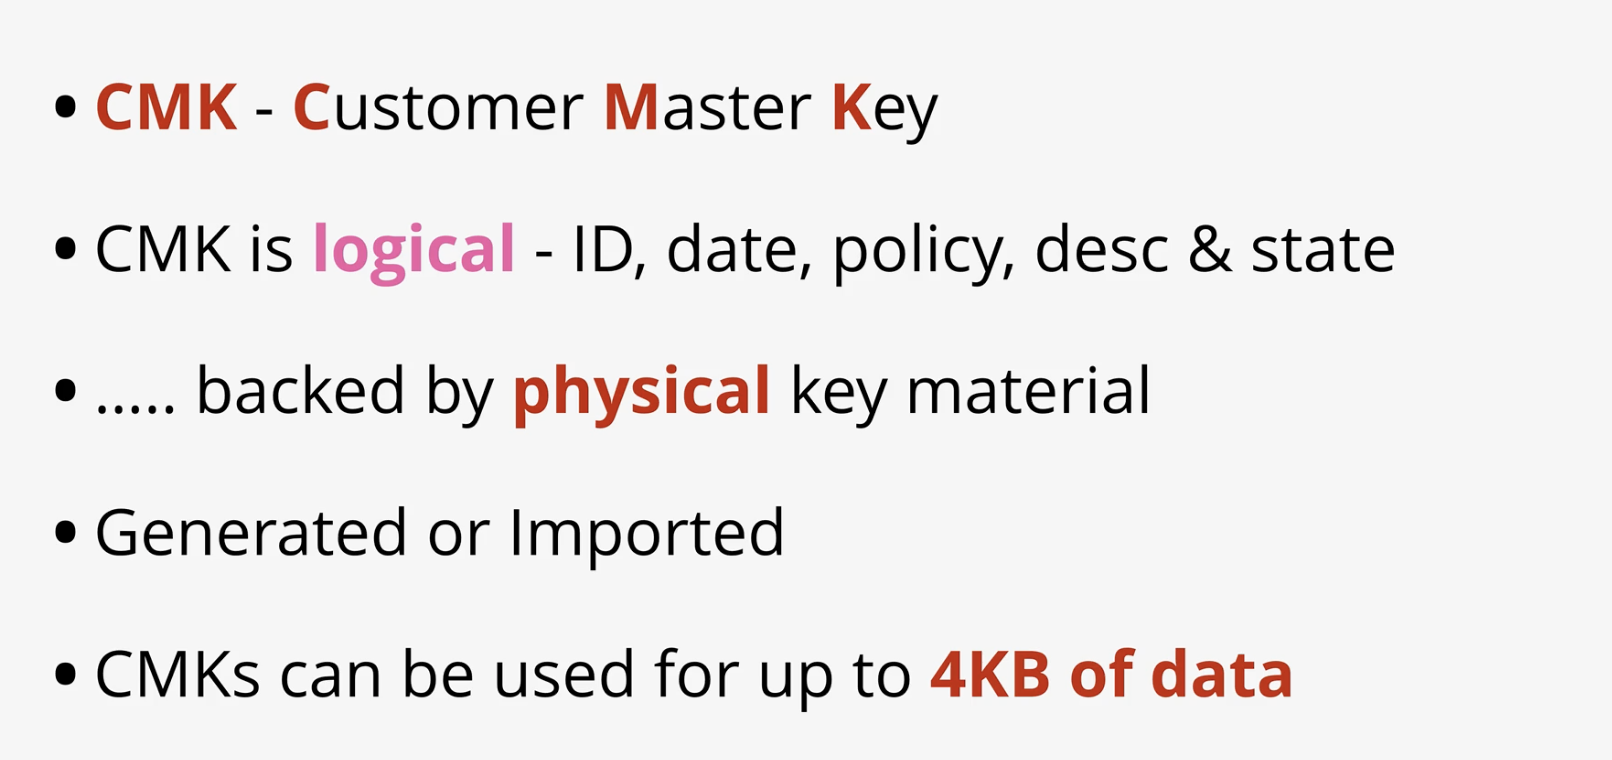 • CMK - Customer Master Key
• CMK is logical - ID, date, policy, desc & state
• ..... backed by physical key material
• Generated or Imported
• CMKs can be used for up to 4KB of data